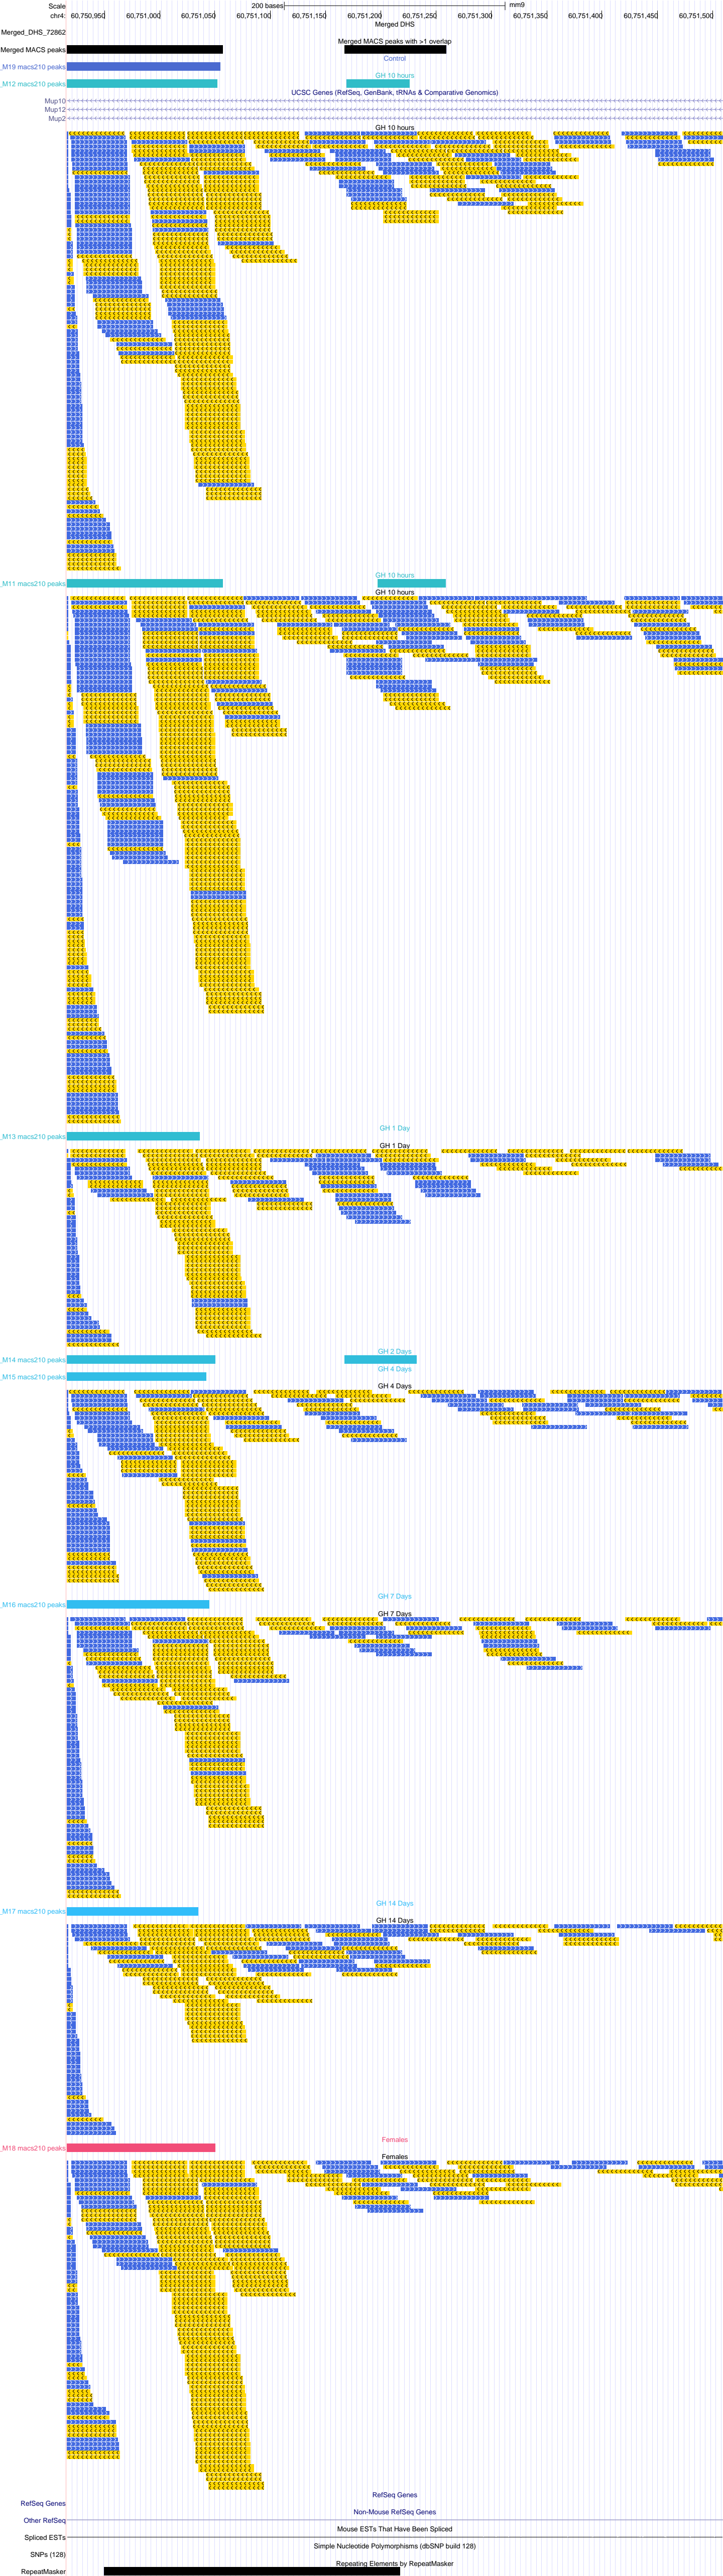 Scale 200 bases mm9
chr4: 60,750,950 60,751,000 60,751,050 60,751,100 60,751,150 60,751,200 60,751,250 60,751,300 60,751,350 60,751,400 60,751,450 60,751,500
Merged DHS
Merged_DHS_72862
Merged MACS peaks with >1 overlap
Merged MACS peaks
Control
_M19 macs210 peaks
GH 10 hours
_M12 macs210 peaks
UCSC Genes (RefSeq, GenBank, tRNAs & Comparative Genomics)
Mup10
Mup12
Mup2
GH 10 hours
GH 10 hours
_M11 macs210 peaks
GH 10 hours
GH 1 Day
_M13 macs210 peaks
GH 1 Day
GH 2 Days
_M14 macs210 peaks
GH 4 Days
_M15 macs210 peaks
GH 4 Days
GH 7 Days
_M16 macs210 peaks
GH 7 Days
GH 14 Days
_M17 macs210 peaks
GH 14 Days
Females
_M18 macs210 peaks
Females
RefSeq Genes
RefSeq Genes
Non-Mouse RefSeq Genes
Other RefSeq
Mouse ESTs That Have Been Spliced
Spliced ESTs
Simple Nucleotide Polymorphisms (dbSNP build 128)
SNPs (128)
Repeating Elements by RepeatMasker
RepeatMasker